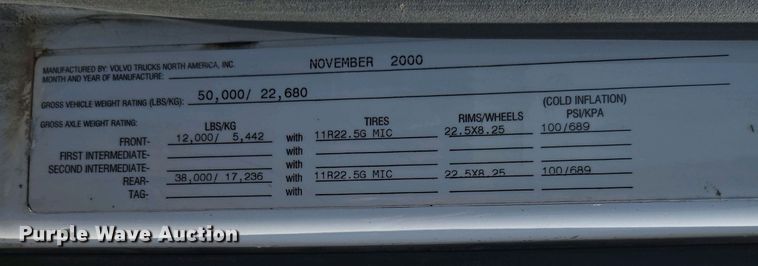 MANUFACTURED BY: VOLVO TRUCKS NORTH AMERICA, INC.
MONTH AND YEAR OF MANUFACTURE: NOVEMBER 2000
GROSS VEHICLE WEIGHT RATING (LBS/KG): 50,000/ 22,680
(COLD INFLATION)
GROSS AXLE WEIGHT RATING: LBS/KG TIRES RIMS/WHEELS PSI/KPA
FRONT- 12,000/ 5,442 with 11R22.5G MIC 22.5X8.25 100/689
FIRST INTERMEDIATE- with
SECOND INTERMEDIATE- with
REAR- 38,000/ 17,236 with 11R22.5G MIC 22.5X8.25 100/689
TAG- with
Purple Wave Auction